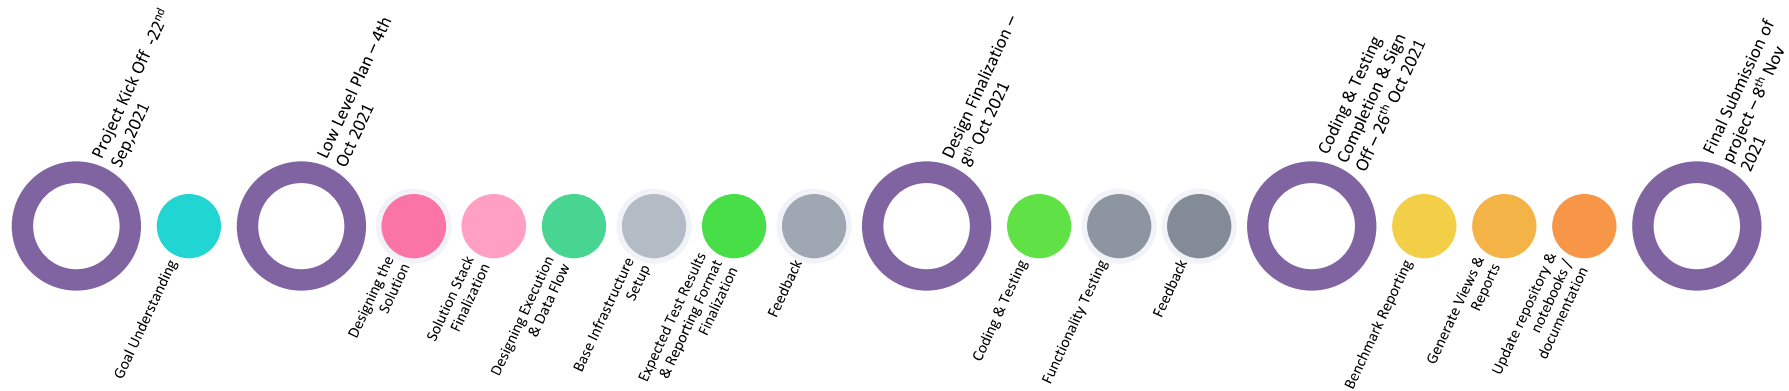 Project Kick Off -22nd
Sep,2021
Goal Understanding
Low Level Plan – 4th
Oct 2021
Designing the
Solution
Solution Stack
Finalization
Designing Execution
& Data Flow
Base Infrastructure
Setup
Expected Test Results
& Reporting Format
Finalization
Feedback
Design Finalization –
8th Oct 2021
Coding & Testing
Functionality Testing
Feedback
Coding & Testing
Completion & Sign
Off – 26th Oct 2021
Benchmark Reporting
Generate Views &
Reports
Update repository &
notebooks /
documentation
Final Submission of
project – 8th Nov
2021